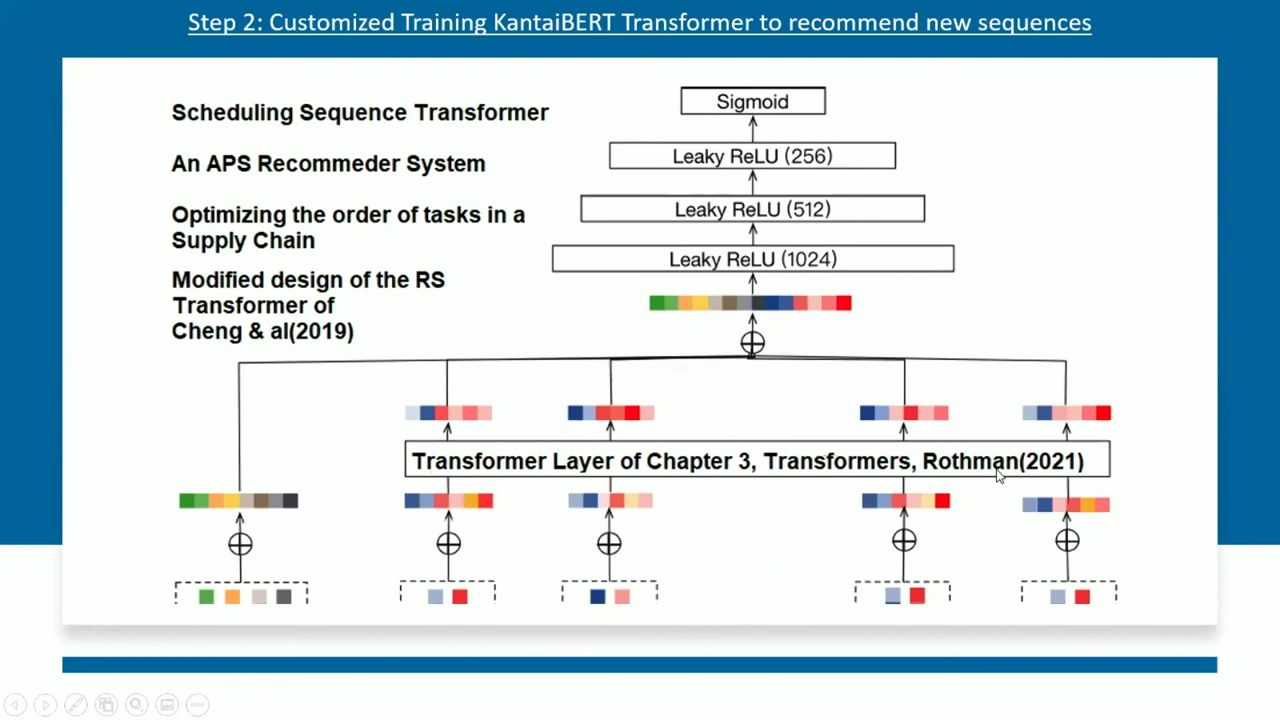 Step 2: Customized Training KantaiBERT Transformer to recommend new sequences
Scheduling Sequence Transformer
An APS Recommeder System
Optimizing the order of tasks in a
Supply Chain
Modified design of the RS
Transformer of
Cheng & al(2019)
Sigmoid
Leaky ReLU (256)
Leaky ReLU (512)
Leaky ReLU (1024)
Transformer Layer of Chapter 3, Transformers, Rothman(2021)